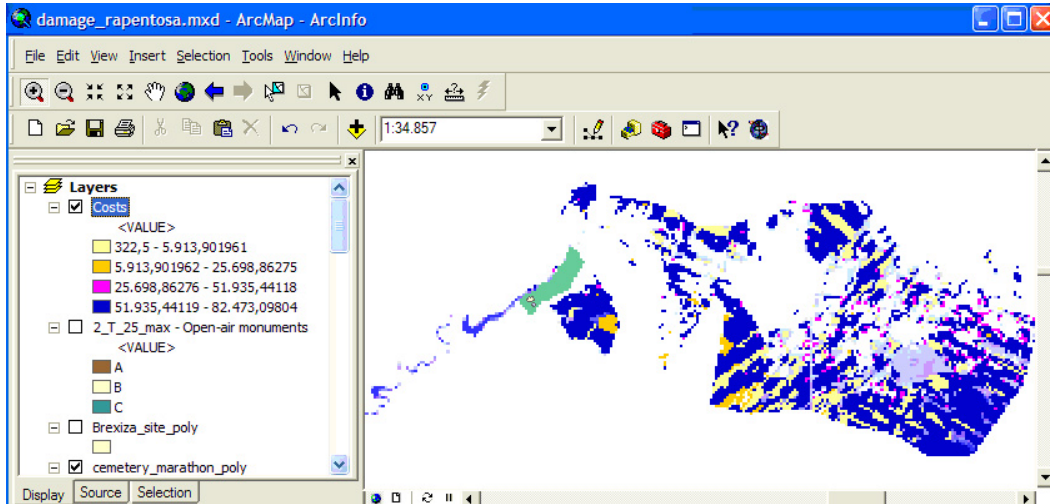 damage_rapentosa.mxd - ArcMap - ArcInfo
File Edit View Insert Selection Tools Window Help
XY
1:34.857
Layers
Costs
<VALUE>
322,5 - 5.913,901961
5.913,901962 - 25.698,86275
25.698,86276 - 51.935,44118
51.935,44119 - 82.473,09804
2_T_25_max - Open-air monuments
<VALUE>
A
B
C
Brexiza_site_poly
cemetery_marathon_poly
Display Source Selection